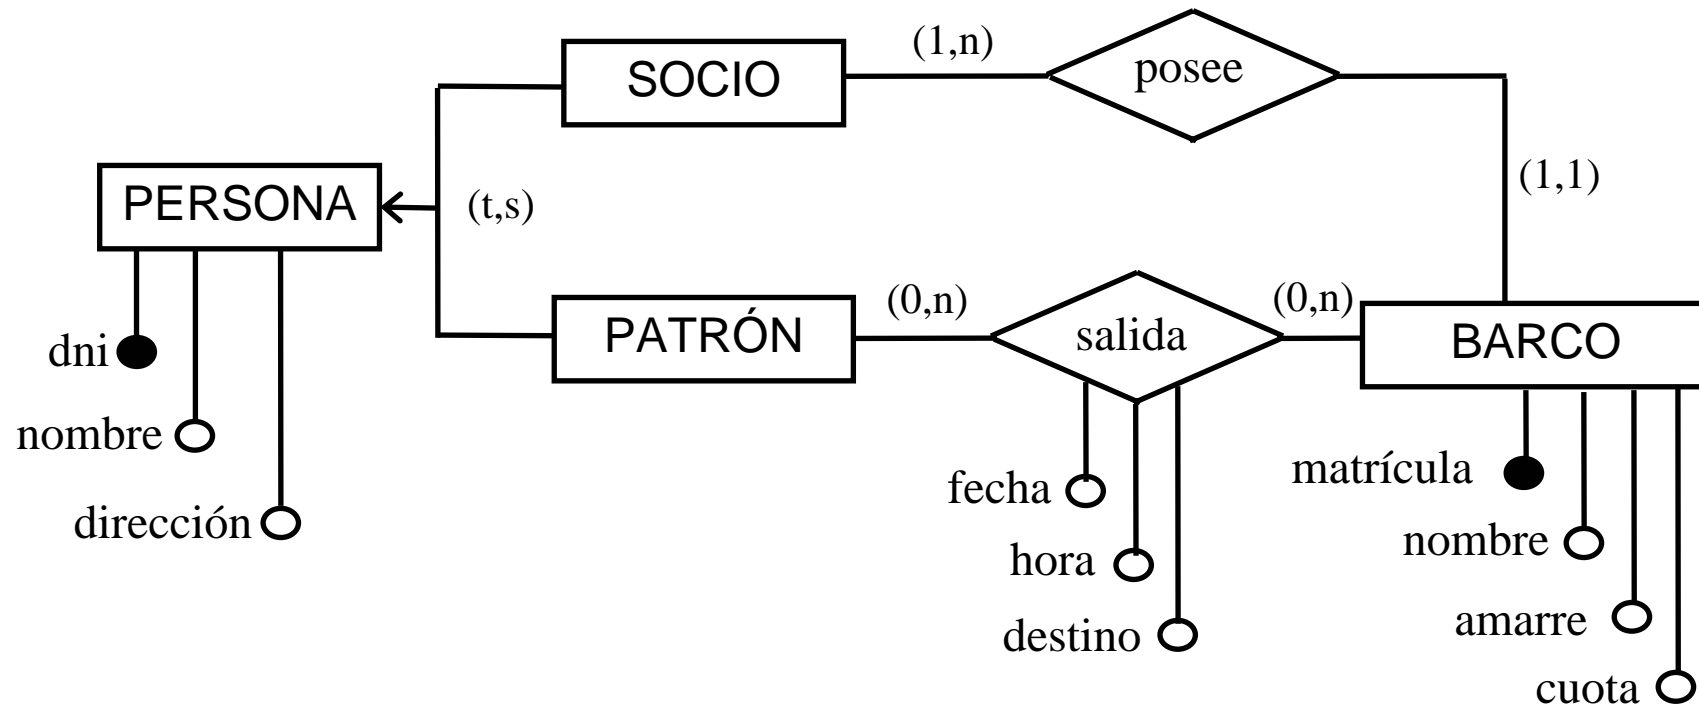 SOCIO
(1,n)
posee
PERSONA
(t,s)
(1,1)
PATRÓN
(0,n)
salida
(0,n)
BARCO
dni
nombre
dirección
fecha
hora
destino
matrícula
nombre
amarre
cuota